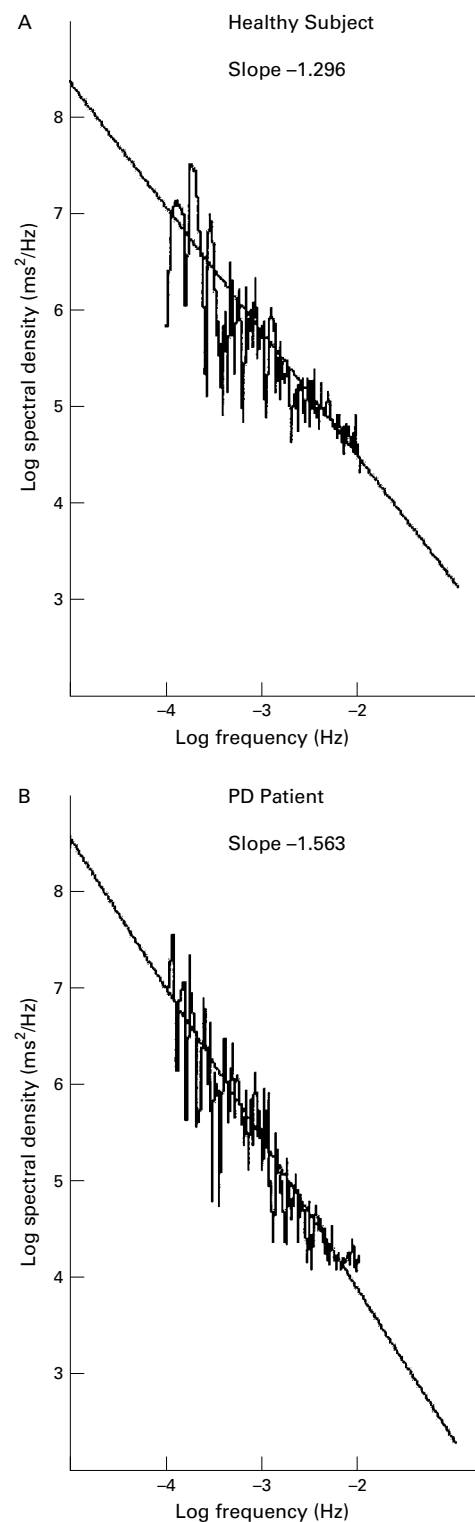 A
Healthy Subject
Slope –1.296
Log spectral density (ms²/Hz)
8
7
6
5
4
3
–4
–3
–2
Log frequency (Hz)
B
PD Patient
Slope –1.563
Log spectral density (ms²/Hz)
8
7
6
5
4
3
–4
–3
–2
Log frequency (Hz)